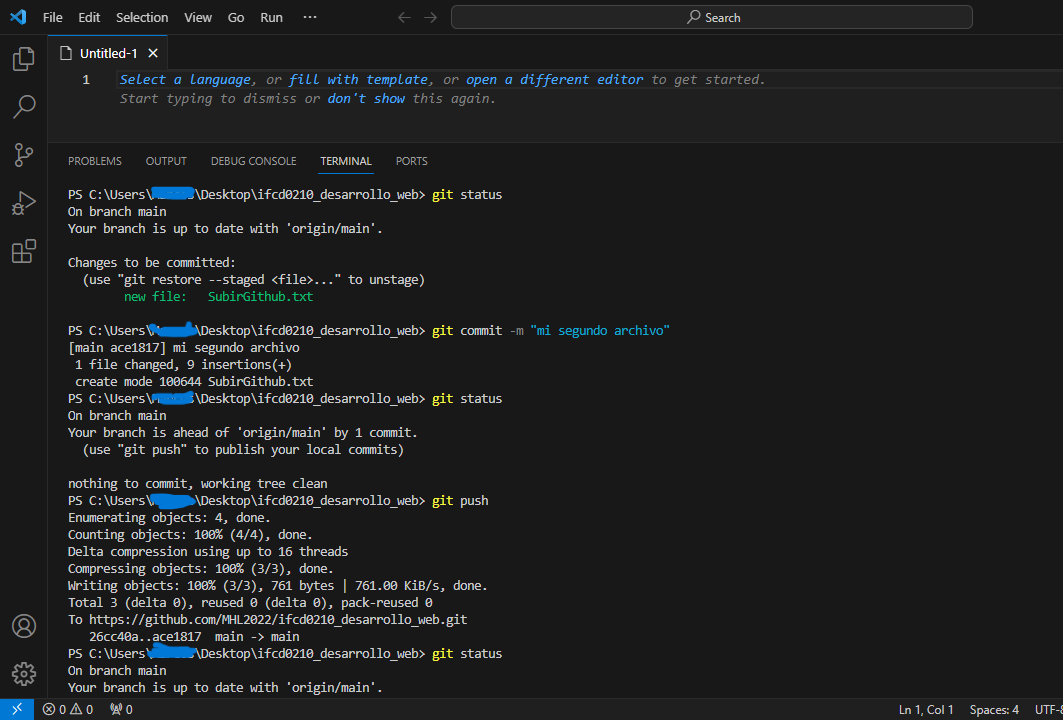 File Edit Selection View Go Run ···
Search
Untitled-1
1 Select a language, or fill with template, or open a different editor to get started.
Start typing to dismiss or don't show this again.
PROBLEMS OUTPUT DEBUG CONSOLE TERMINAL PORTS
PS C:\Users\ \Desktop\ifcd0210_desarrollo_web> git status
On branch main
Your branch is up to date with 'origin/main'.
Changes to be committed:
(use "git restore --staged <file>..." to unstage)
new file: SubirGithub.txt
PS C:\Users\ \Desktop\ifcd0210_desarrollo_web> git commit -m "mi segundo archivo"
[main ace1817] mi segundo archivo
1 file changed, 9 insertions(+)
create mode 100644 SubirGithub.txt
PS C:\Users\ \Desktop\ifcd0210_desarrollo_web> git status
On branch main
Your branch is ahead of 'origin/main' by 1 commit.
(use "git push" to publish your local commits)
nothing to commit, working tree clean
PS C:\Users\ \Desktop\ifcd0210_desarrollo_web> git push
Enumerating objects: 4, done.
Counting objects: 100% (4/4), done.
Delta compression using up to 16 threads
Compressing objects: 100% (3/3), done.
Writing objects: 100% (3/3), 761 bytes | 761.00 KiB/s, done.
Total 3 (delta 0), reused 0 (delta 0), pack-reused 0
To https://github.com/MHL2022/ifcd0210_desarrollo_web.git
26cc40a..ace1817 main -> main
PS C:\Users\ \Desktop\ifcd0210_desarrollo_web> git status
On branch main
Your branch is up to date with 'origin/main'.
0 0 0 Ln 1, Col 1 Spaces: 4 UTF-